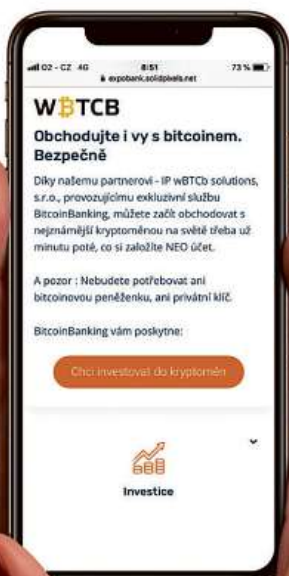 O2 - CZ 4G 8:51 73 %
expobank.solidpixels.net
W₿TCB
Obchodujte i vy s bitcoinem.
Bezpečně
Díky našemu partnerovi - IP wBTCb solutions,
s.r.o., provozujícímu exkluzivní službu
BitcoinBanking, můžete začít obchodovat s
nejznámější kryptoměnou na světě třeba už
minutu poté, co si založíte NEO účet.
A pozor : Nebudete potřebovat ani
bitcoinovou peněženku, ani privátní klíč.
BitcoinBanking vám poskytne:
Chci investovat do kryptoměn
Investice